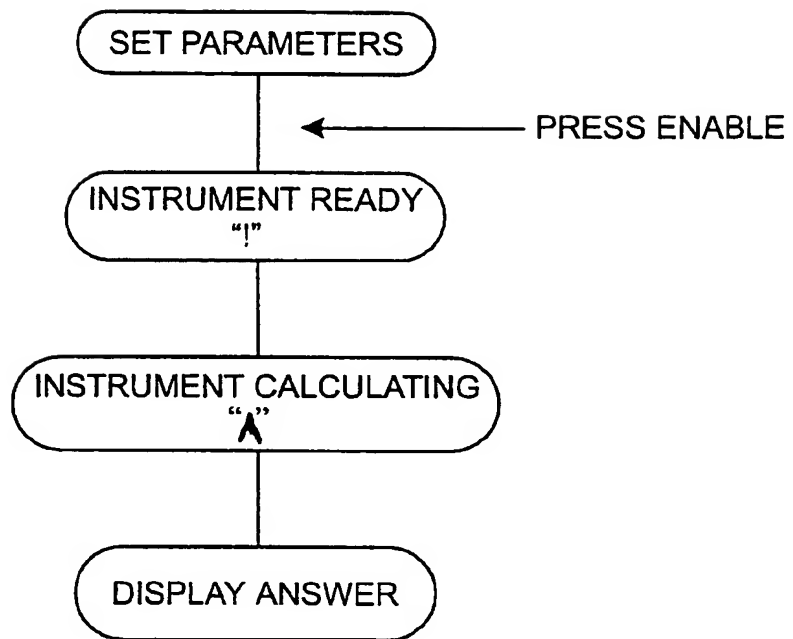 SET PARAMETERS
PRESS ENABLE
INSTRUMENT READY
“!”
INSTRUMENT CALCULATING
“⋏”
DISPLAY ANSWER